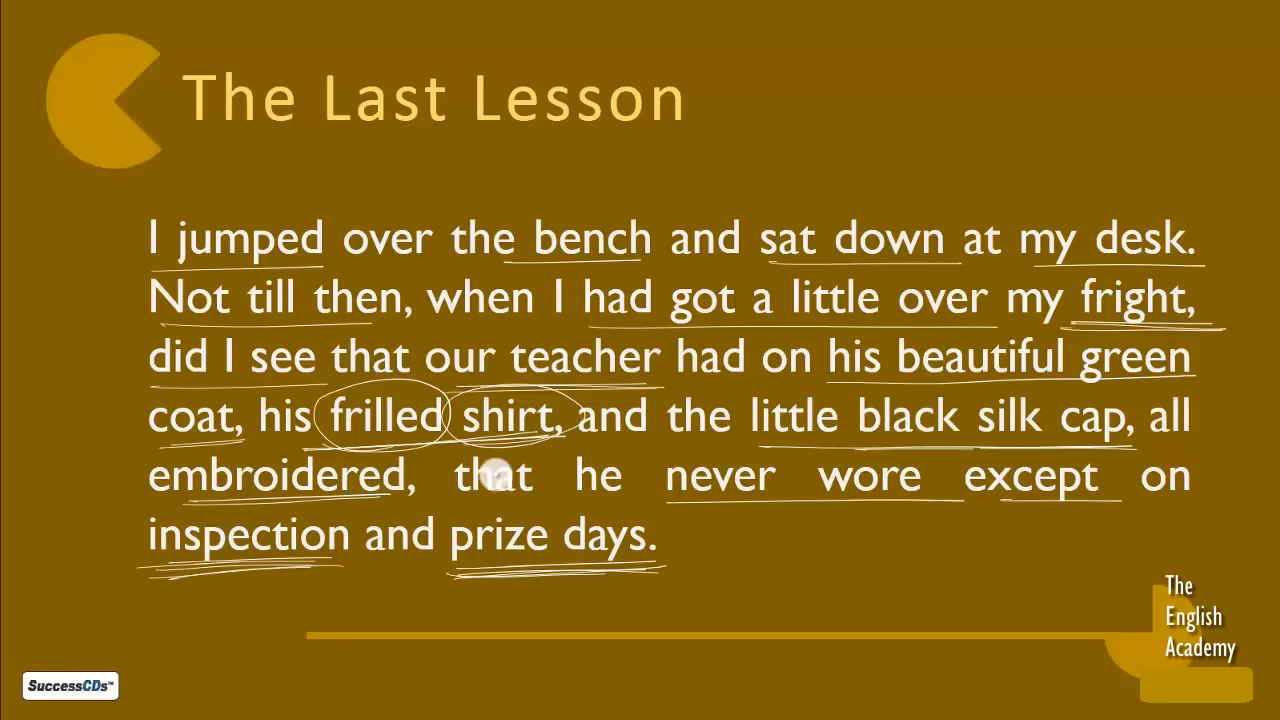 The Last Lesson
I jumped over the bench and sat down at my desk.
Not till then, when I had got a little over my fright,
did I see that our teacher had on his beautiful green
coat, his frilled shirt, and the little black silk cap, all
embroidered, that he never wore except on
inspection and prize days.
The
English
Academy
SuccessCDs™